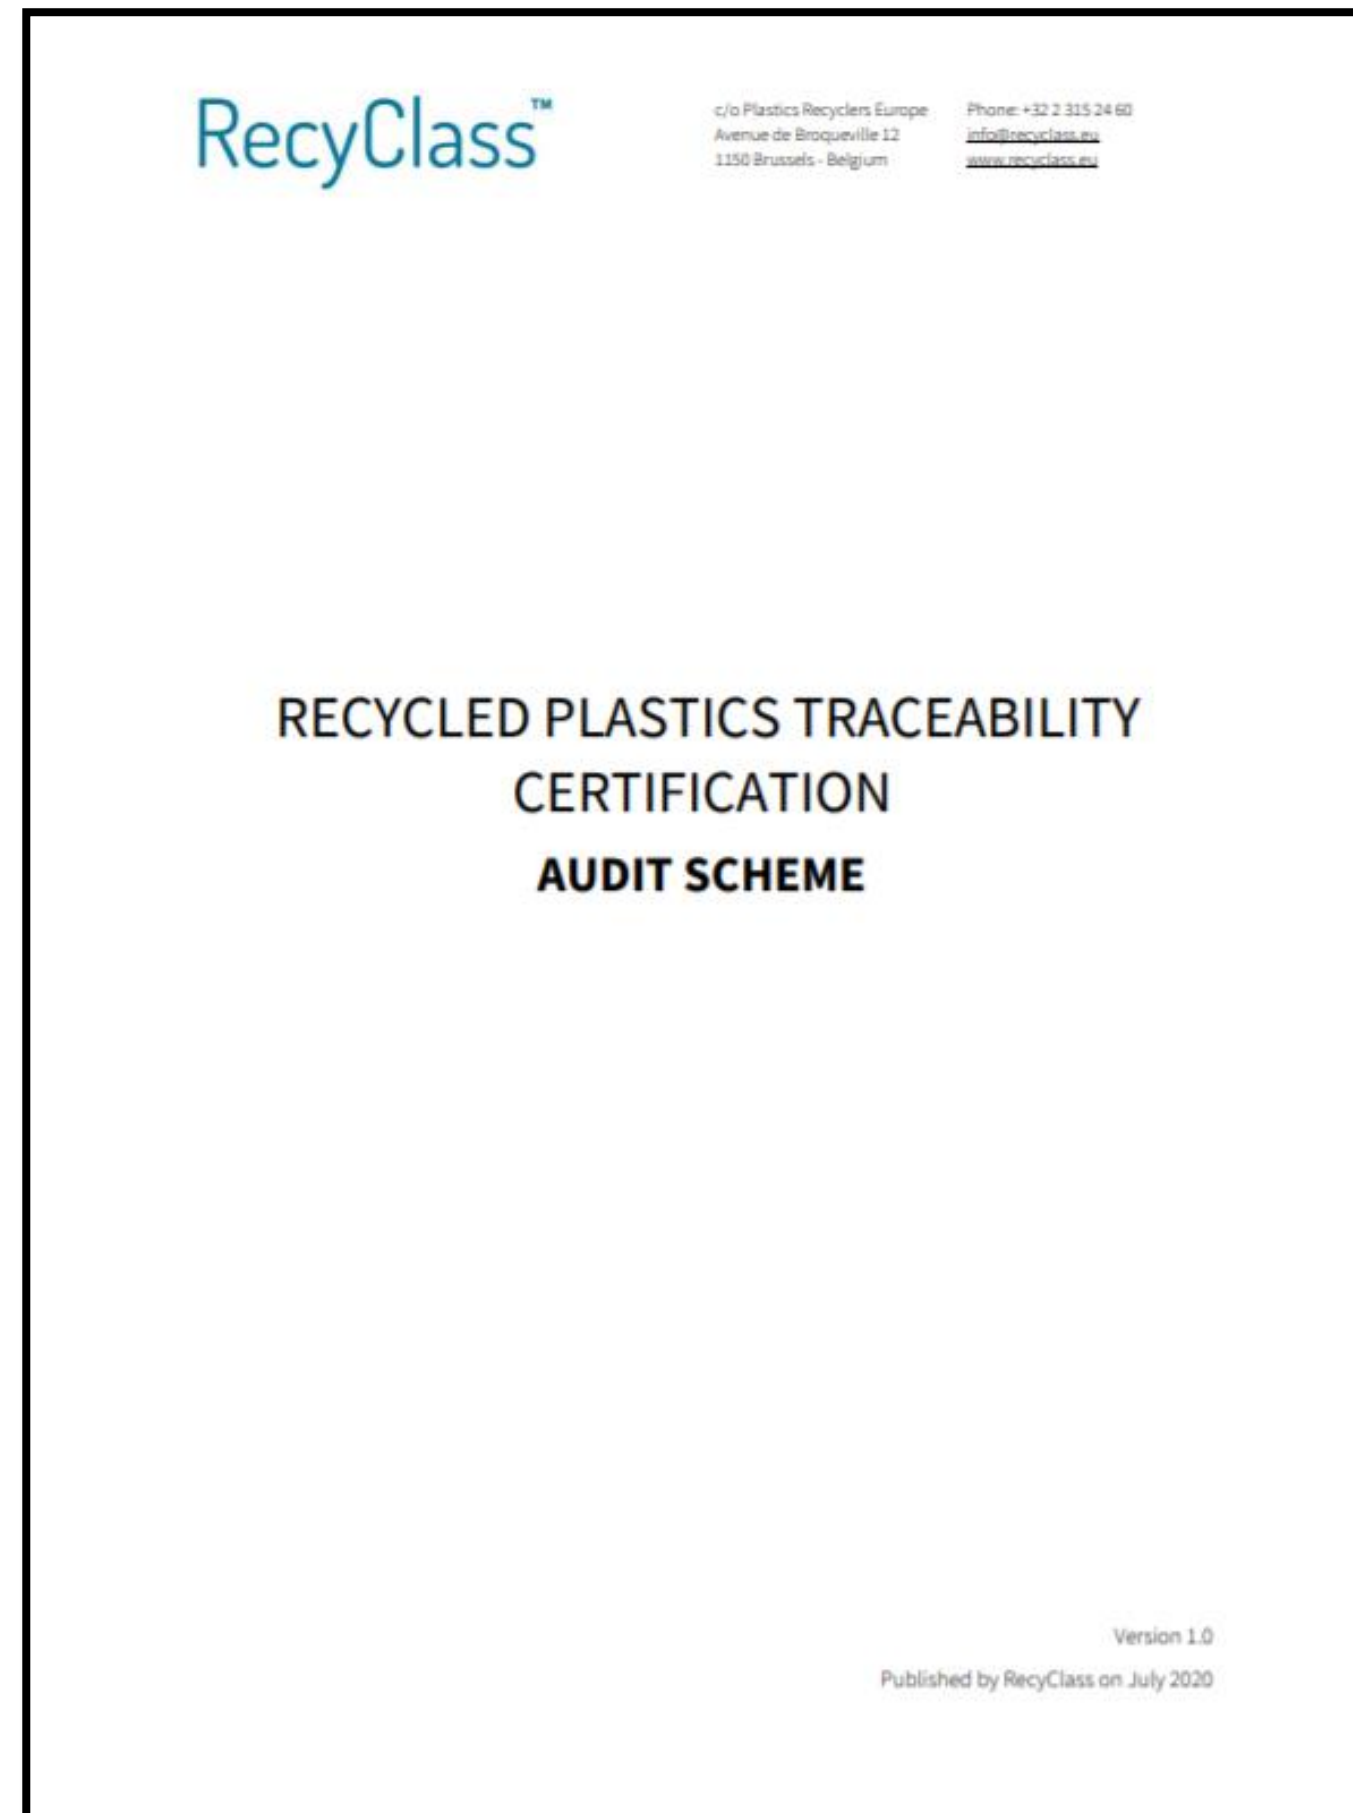 RecyClass™
c/o Plastics Recyclers Europe
Avenue de Broqueville 12
1150 Brussels - Belgium
Phone: +32 2 315 24 60
info@recyclass.eu
www.recyclass.eu
RECYCLED PLASTICS TRACEABILITY
CERTIFICATION
AUDIT SCHEME
Version 1.0
Published by RecyClass on July 2020